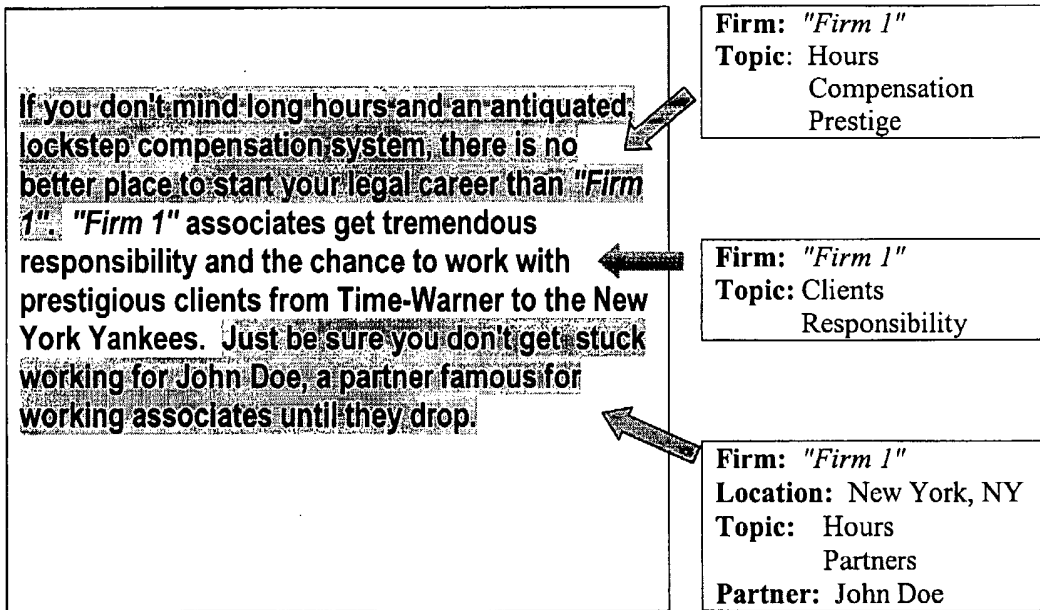 If you don't mind long hours and an antiquated,
lockstep compensation system, there is no
better place to start your legal career than "Firm
1". "Firm 1" associates get tremendous
responsibility and the chance to work with
prestigious clients from Time-Warner to the New
York Yankees. Just be sure you don't get stuck
working for John Doe, a partner famous for
working associates until they drop.
Firm: "Firm 1"
Topic: Hours
Compensation
Prestige
Firm: "Firm 1"
Topic: Clients
Responsibility
Firm: "Firm 1"
Location: New York, NY
Topic: Hours
Partners
Partner: John Doe